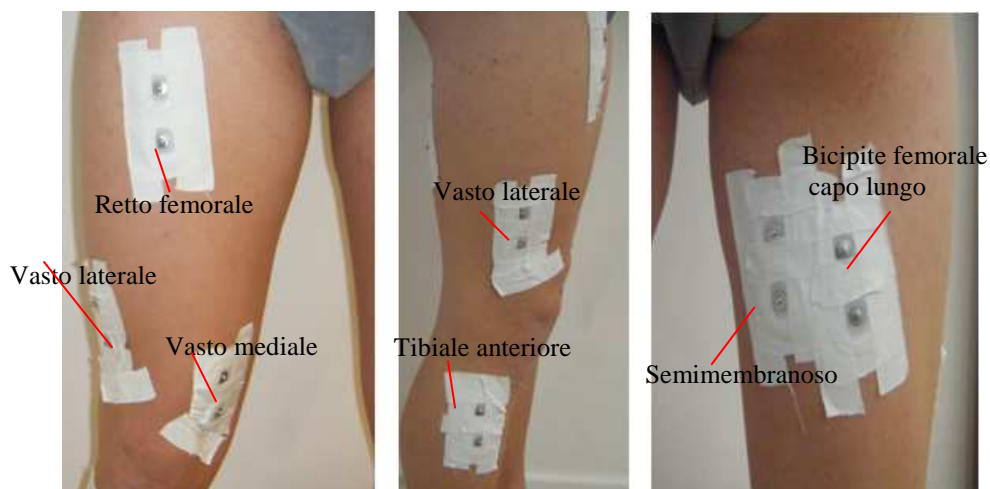 Retto femorale
Vasto laterale
Vasto mediale
Vasto laterale
Tibiale anteriore
Bicipite femorale
capo lungo
Semimembranoso